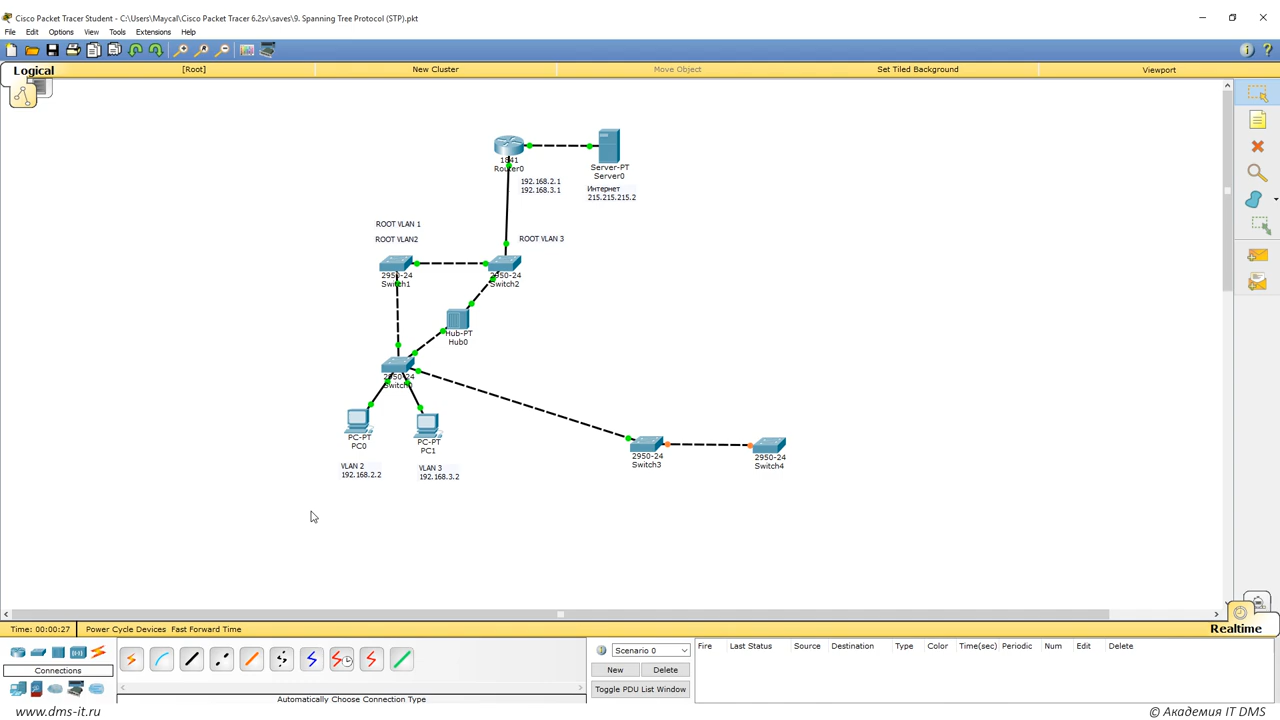 Cisco Packet Tracer Student - C:\Users\Maycal\Cisco Packet Tracer 6.2sv\saves\9. Spanning Tree Protocol (STP).pkt
File Edit Options View Tools Extensions Help
Logical [Root] New Cluster Move Object Set Tiled Background Viewport
1841
Router0
192.168.2.1
192.168.3.1
Server-PT
Server0
Интернет
215.215.215.2
ROOT VLAN 1
ROOT VLAN2
ROOT VLAN 3
2950-24
Switch1
2950-24
Switch2
Hub-PT
Hub0
2950-24
Switch0
PC-PT
PC0
PC-PT
PC1
VLAN 2
192.168.2.2
VLAN 3
192.168.3.2
2950-24
Switch3
2950-24
Switch4
Time: 00:00:27 Power Cycle Devices Fast Forward Time Realtime
Connections
Automatically Choose Connection Type
Scenario 0
New Delete
Toggle PDU List Window
Fire Last Status Source Destination Type Color Time(sec) Periodic Num Edit Delete
www.dms-it.ru © Академия IT DMS